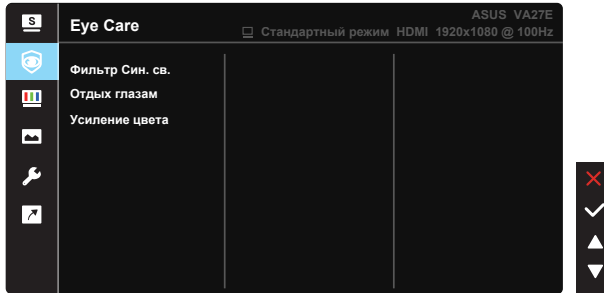 S
Eye Care
ASUS VA27E
Стандартный режим HDMI 1920x1080 @ 100Hz
Фильтр Син. св.
Отдых глазам
Усиление цвета